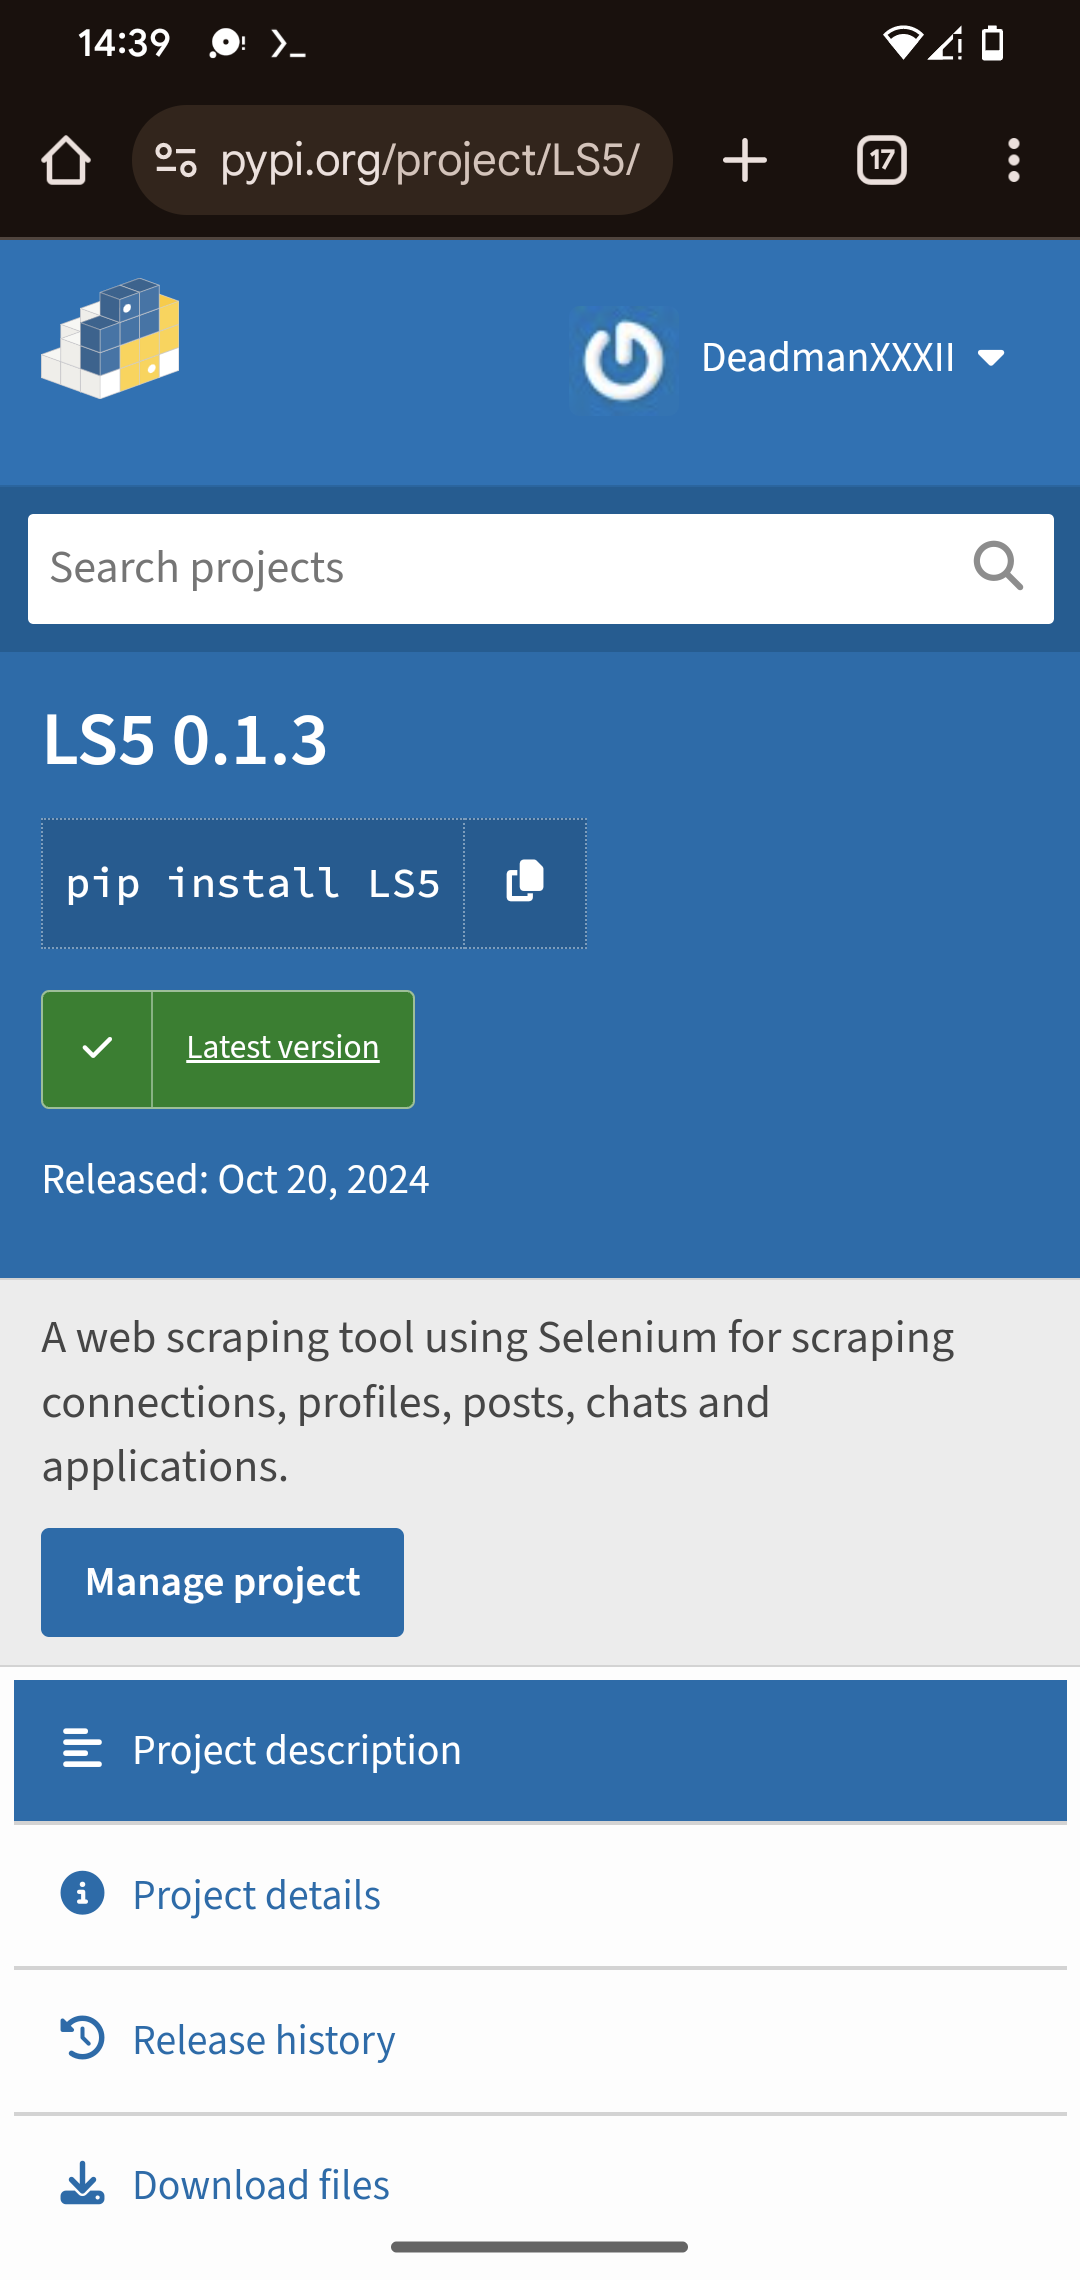 14:39
pypi.org/project/LS5/
17
DeadmanXXXII
Search projects
LS5 0.1.3
pip install LS5
Latest version
Released: Oct 20, 2024
A web scraping tool using Selenium for scraping
connections, profiles, posts, chats and
applications.
Manage project
Project description
Project details
Release history
Download files